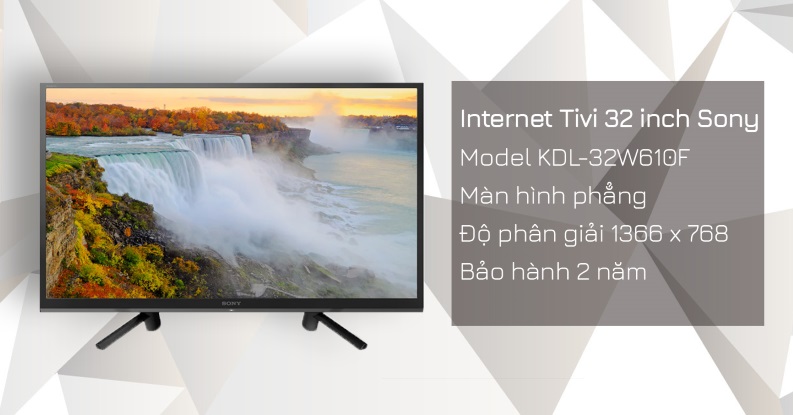 SONY
Internet Tivi 32 inch Sony
Model KDL-32W610F
Màn hình phẳng
Độ phân giải 1366 x 768
Bảo hành 2 năm